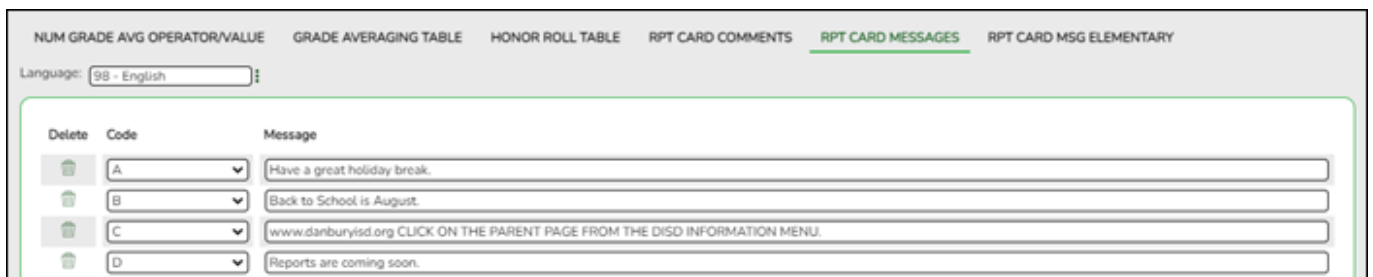 NUM GRADE AVG OPERATOR/VALUE GRADE AVERAGING TABLE HONOR ROLL TABLE RPT CARD COMMENTS RPT CARD MESSAGES RPT CARD MSG ELEMENTARY
Language: 98 - English
Delete Code Message
A Have a great holiday break.
B Back to School is August.
C www.danburyisd.org CLICK ON THE PARENT PAGE FROM THE DISD INFORMATION MENU.
D Reports are coming soon.